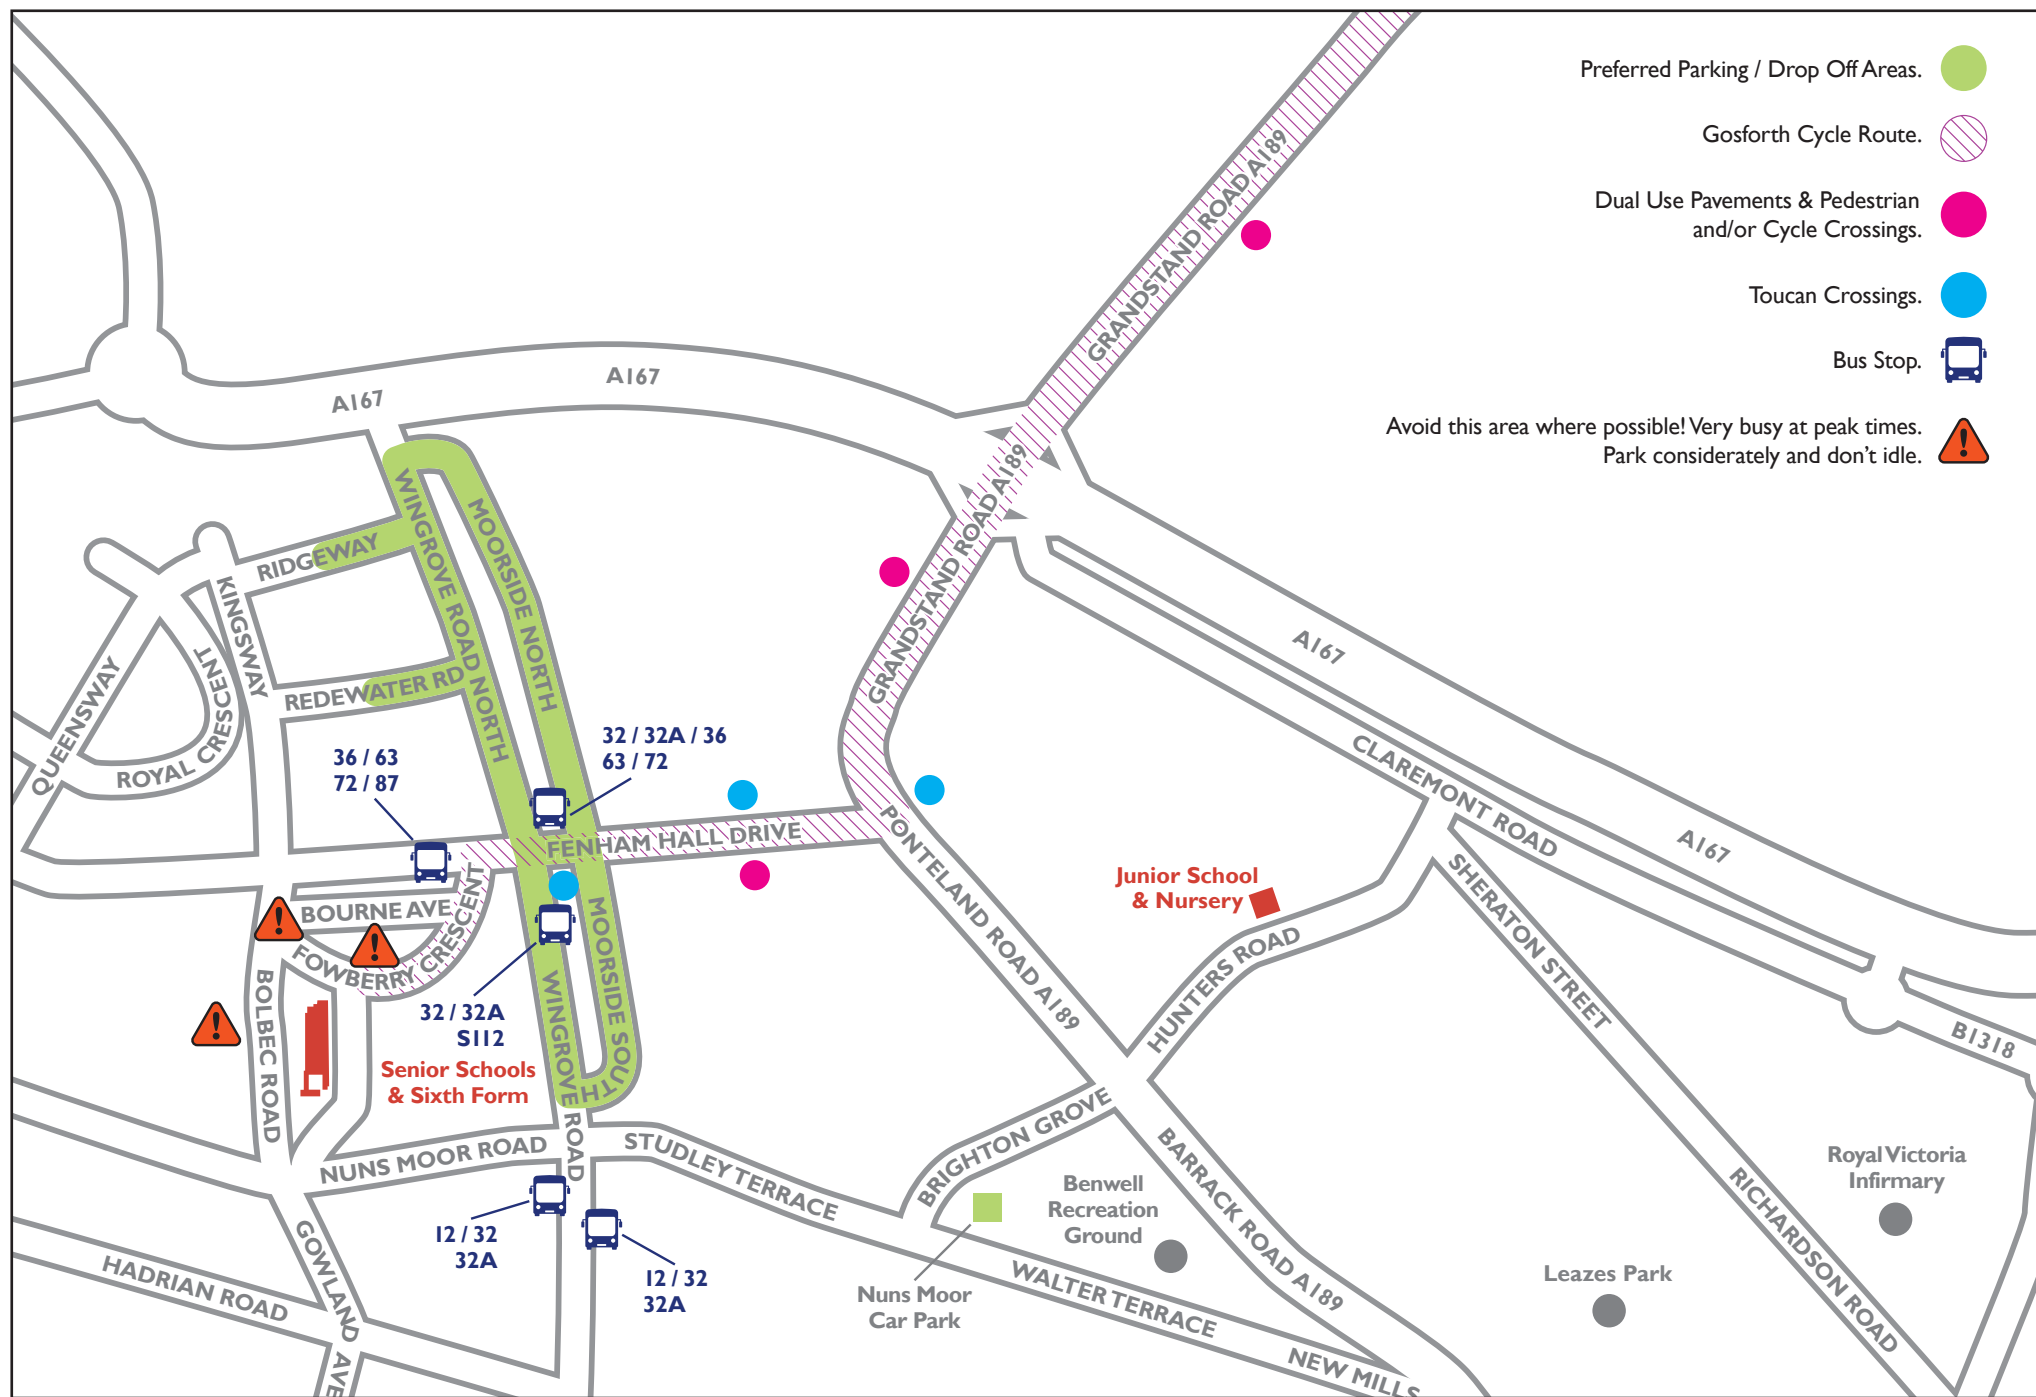 Preferred Parking / Drop Off Areas.
Gosforth Cycle Route.
Dual Use Pavements & Pedestrian
and/or Cycle Crossings.
Toucan Crossings.
Bus Stop.
Avoid this area where possible! Very busy at peak times.
Park considerately and don't idle.
GRANDSTAND ROAD A189
A167
A167
GRANDSTAND ROAD A189
WINGROVE ROAD NORTH
MOORSIDE NORTH
RIDGEWAY
KINGSWAY
GRANDSTAND ROAD A189
A167
QUEENSWAY
ROYAL CRESCENT
REDEWATER RD
36 / 63
72 / 87
32 / 32A / 36
63 / 72
CLAREMONT ROAD
A167
FENHAM HALL DRIVE
PONTELAND ROAD A189
Junior School
& Nursery
SHERATON STREET
BOURNE AVE
FOWBERRY CRESCENT
MOORSIDE SOUTH
HUNTERS ROAD
BOLBEC ROAD
32 / 32A
S112
WINGROVE ROAD
B1318
Senior Schools
& Sixth Form
NUNS MOOR ROAD
STUDLEY TERRACE
BRIGHTON GROVE
BARRACK ROAD A189
RICHARDSON ROAD
Royal Victoria
Infirmary
Benwell
Recreation
Ground
12 / 32
32A
12 / 32
32A
GOWLAND AVE
HADRIAN ROAD
Nuns Moor
Car Park
WALTER TERRACE
Leazes Park
NEW MILLS